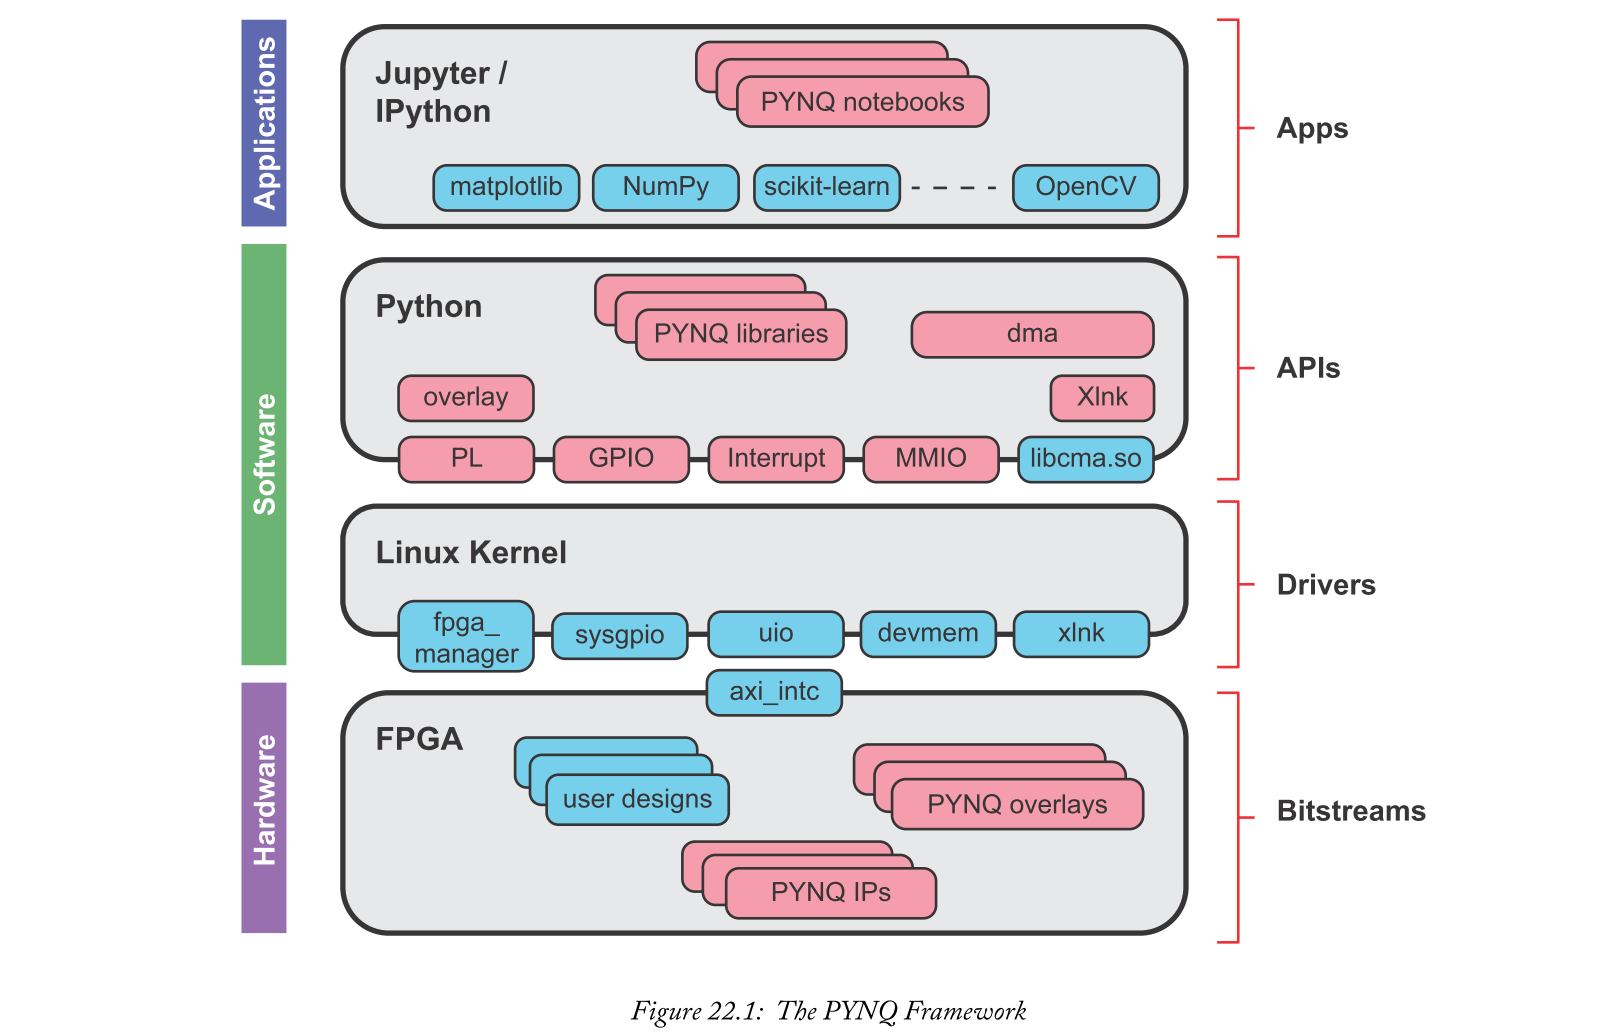 Applications
Jupyter /
IPython
PYNQ notebooks
matplotlib
NumPy
scikit-learn
OpenCV
Apps
Software
Python
PYNQ libraries
dma
overlay
Xlnk
PL
GPIO
Interrupt
MMIO
libcma.so
APIs
Linux Kernel
fpga_
manager
sysgpio
uio
devmem
xlnk
Drivers
Hardware
axi_intc
FPGA
user designs
PYNQ overlays
PYNQ IPs
Bitstreams
Figure 22.1: The PYNQ Framework